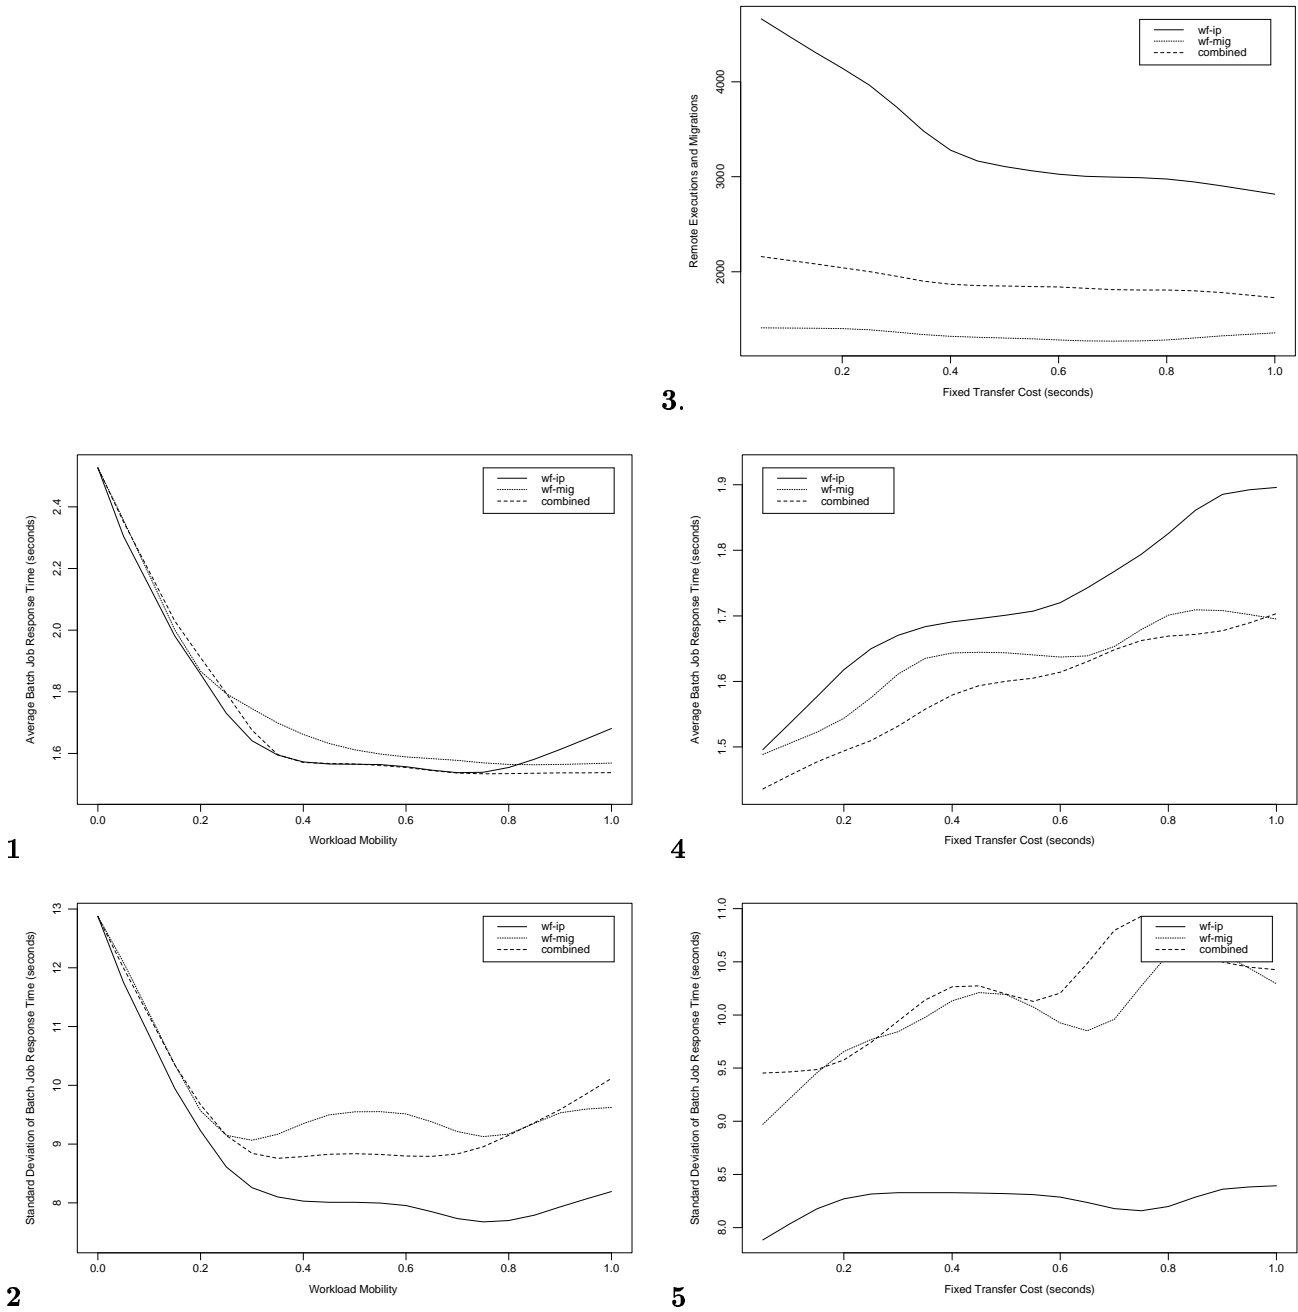 wf-ip
wf-mig
combined
Remote Executions and Migrations
4000
3000
2000
0.2 0.4 0.6 0.8 1.0
Fixed Transfer Cost (seconds)
3.
wf-ip
wf-mig
combined
Average Batch Job Response Time (seconds)
2.4
2.2
2.0
1.8
1.6
0.0 0.2 0.4 0.6 0.8 1.0
Workload Mobility
1
wf-ip
wf-mig
combined
Average Batch Job Response Time (seconds)
1.9
1.8
1.7
1.6
1.5
0.2 0.4 0.6 0.8 1.0
Fixed Transfer Cost (seconds)
4
wf-ip
wf-mig
combined
Standard Deviation of Batch Job Response Time (seconds)
13
12
11
10
9
8
0.0 0.2 0.4 0.6 0.8 1.0
Workload Mobility
2
wf-ip
wf-mig
combined
Standard Deviation of Batch Job Response Time (seconds)
11.0
10.5
10.0
9.5
9.0
8.5
8.0
0.2 0.4 0.6 0.8 1.0
Fixed Transfer Cost (seconds)
5